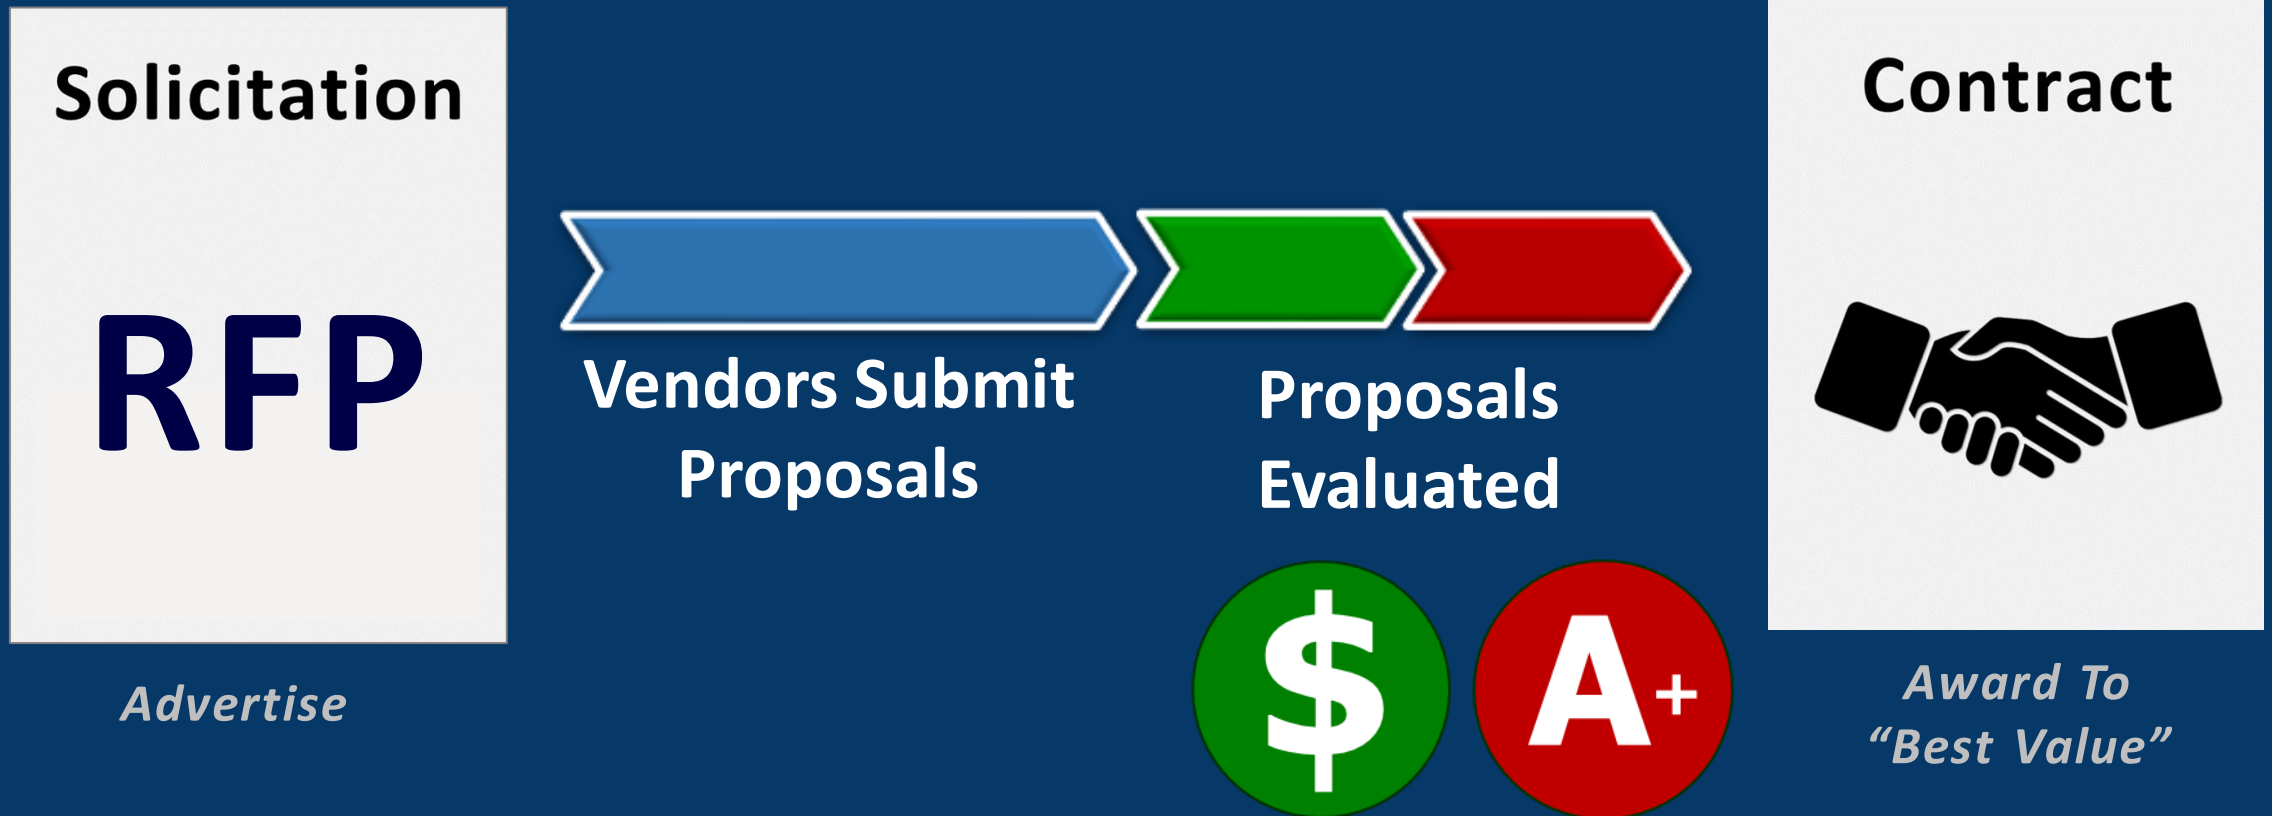 Solicitation
RFP
Advertise
Vendors Submit
Proposals
Proposals
Evaluated
$
A+
Contract
Award To
“Best Value”